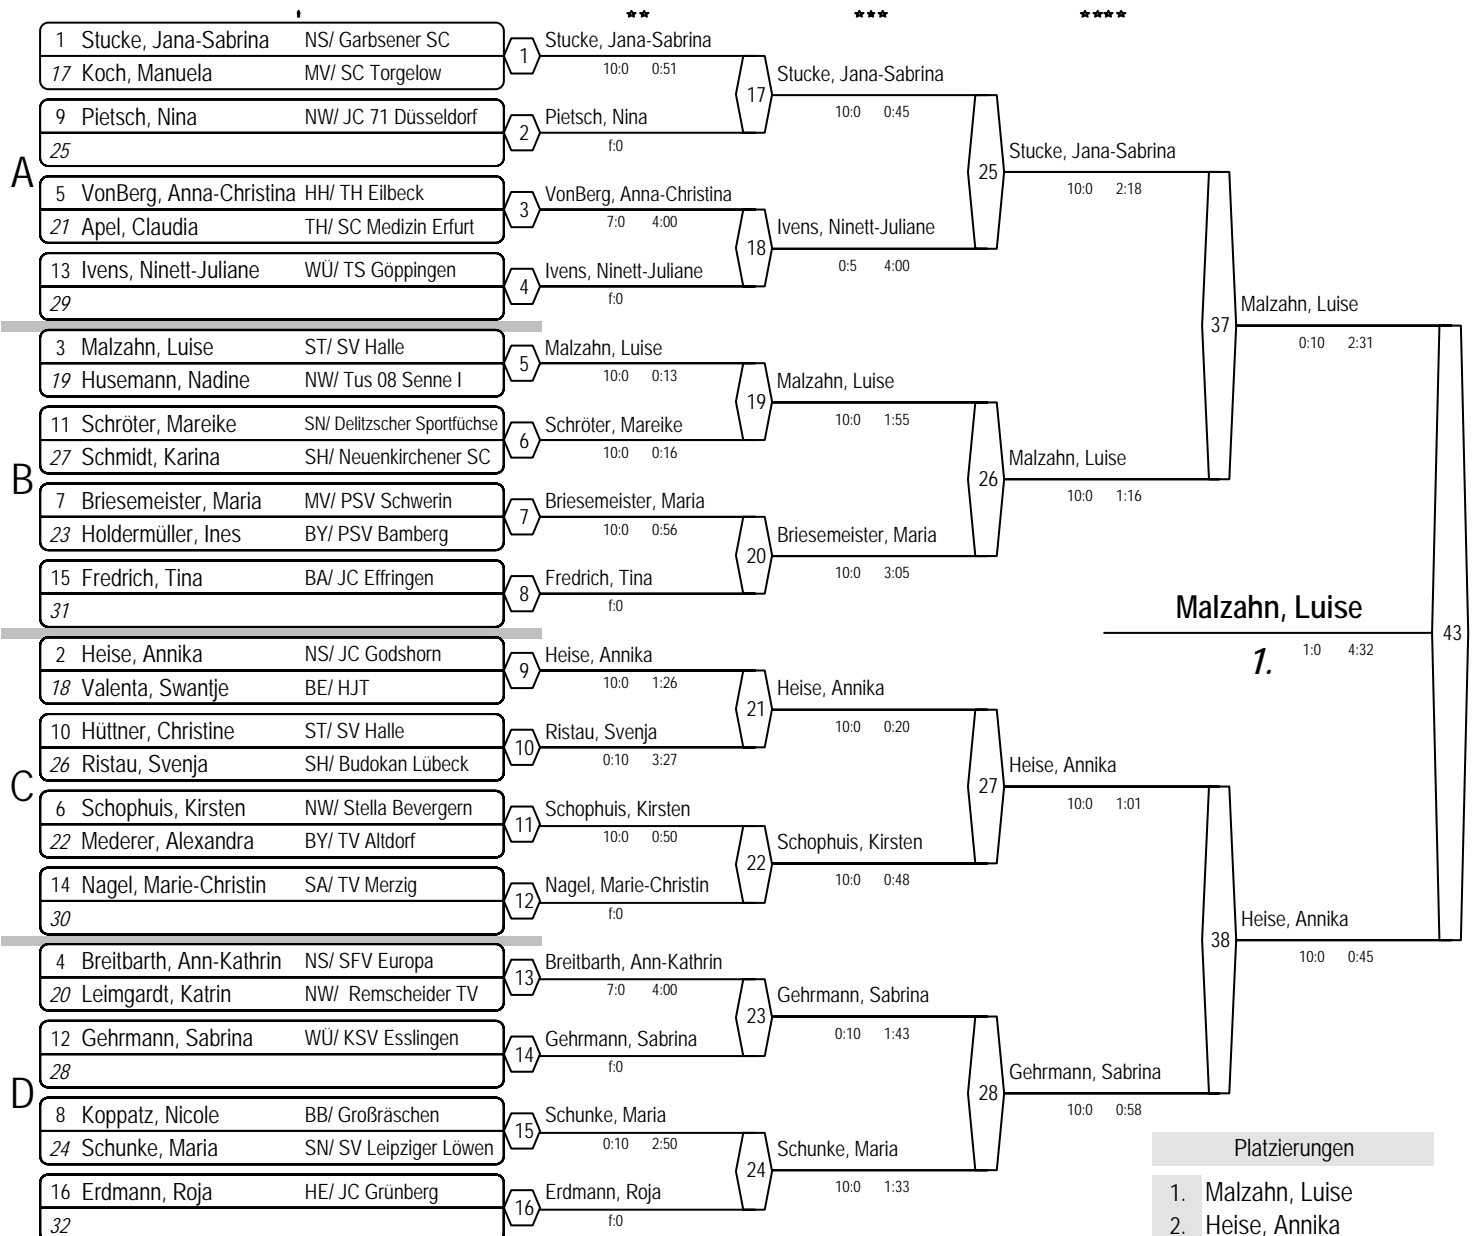 * ** *** ****
A
1 Stucke, Jana-Sabrina NS/ Garbsener SC
17 Koch, Manuela MV/ SC Torgelow
9 Pietsch, Nina NW/ JC 71 Düsseldorf
25
5 VonBerg, Anna-Christina HH/ TH Eilbeck
21 Apel, Claudia TH/ SC Medizin Erfurt
13 Ivens, Ninett-Juliane WÜ/ TS Göppingen
29
B
3 Malzahn, Luise ST/ SV Halle
19 Husemann, Nadine NW/ Tus 08 Senne I
11 Schröter, Mareike SN/ Delitzscher Sportfüchse
27 Schmidt, Karina SH/ Neuenkirchener SC
7 Briesemeister, Maria MV/ PSV Schwerin
23 Holdermüller, Ines BY/ PSV Bamberg
15 Fredrich, Tina BA/ JC Effringen
31
C
2 Heise, Annika NS/ JC Godshorn
18 Valenta, Swantje BE/ HJT
10 Hüttner, Christine ST/ SV Halle
26 Ristau, Svenja SH/ Budokan Lübeck
6 Schophuis, Kirsten NW/ Stella Bevergern
22 Mederer, Alexandra BY/ TV Altdorf
14 Nagel, Marie-Christin SA/ TV Merzig
30
D
4 Breitbarth, Ann-Kathrin NS/ SFV Europa
20 Leimgardt, Katrin NW/ Remscheider TV
12 Gehrmann, Sabrina WÜ/ KSV Esslingen
28
8 Koppatz, Nicole BB/ Großräschen
24 Schunke, Maria SN/ SV Leipziger Löwen
16 Erdmann, Roja HE/ JC Grünberg
32
1 Stucke, Jana-Sabrina
10:0 0:51
2 Pietsch, Nina
f:0
3 VonBerg, Anna-Christina
7:0 4:00
4 Ivens, Ninett-Juliane
f:0
5 Malzahn, Luise
10:0 0:13
6 Schröter, Mareike
10:0 0:16
7 Briesemeister, Maria
10:0 0:56
8 Fredrich, Tina
f:0
9 Heise, Annika
10:0 1:26
10 Ristau, Svenja
0:10 3:27
11 Schophuis, Kirsten
10:0 0:50
12 Nagel, Marie-Christin
f:0
13 Breitbarth, Ann-Kathrin
7:0 4:00
14 Gehrmann, Sabrina
f:0
15 Schunke, Maria
0:10 2:50
16 Erdmann, Roja
f:0
17 Stucke, Jana-Sabrina
10:0 0:45
18 Ivens, Ninett-Juliane
0:5 4:00
19 Malzahn, Luise
10:0 1:55
20 Briesemeister, Maria
10:0 3:05
21 Heise, Annika
10:0 0:20
22 Schophuis, Kirsten
10:0 0:48
23 Gehrmann, Sabrina
0:10 1:43
24 Schunke, Maria
10:0 1:33
25 Stucke, Jana-Sabrina
10:0 2:18
26 Malzahn, Luise
10:0 1:16
27 Heise, Annika
10:0 1:01
28 Gehrmann, Sabrina
10:0 0:58
37 Malzahn, Luise
0:10 2:31
38 Heise, Annika
10:0 0:45
43
Malzahn, Luise
1. 1:0 4:32
Platzierungen
1. Malzahn, Luise
2. Heise, Annika